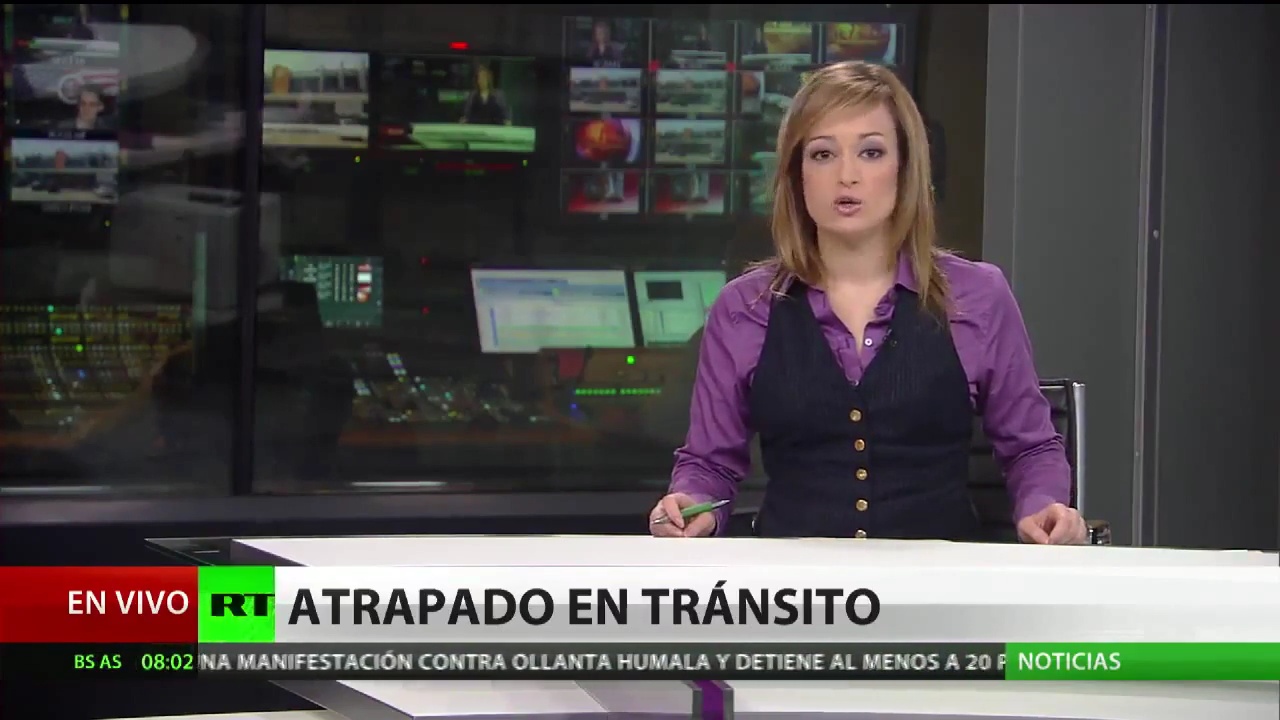 EN VIVO RT ATRAPADO EN TRÁNSITO
BS AS 08:02 UNA MANIFESTACIÓN CONTRA OLLANTA HUMALA Y DETIENE AL MENOS A 20 P NOTICIAS